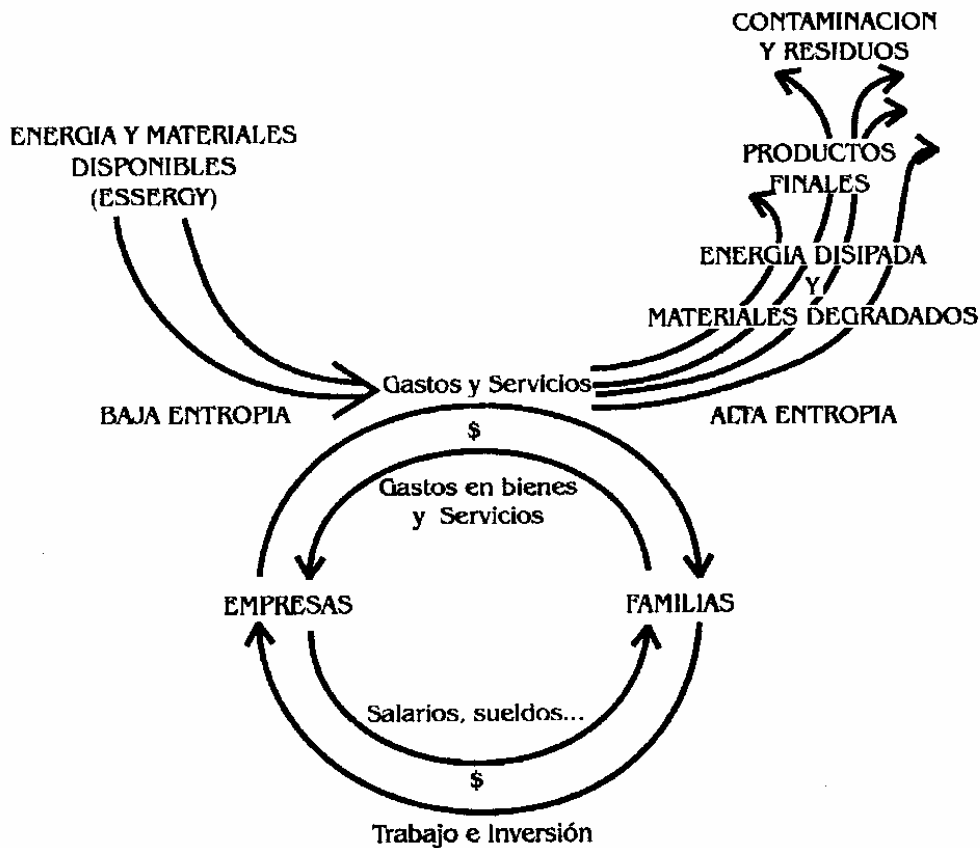 CONTAMINACION
Y RESIDUOS
ENERGIA Y MATERIALES
DISPONIBLES
(ESSERGY)
PRODUCTOS
FINALES
ENERGIA DISIPADA
Y
MATERIALES DEGRADADOS
Gastos y Servicios
BAJA ENTROPIA
ALTA ENTROPIA
$
Gastos en bienes
y Servicios
EMPRESAS
FAMILIAS
Salarios, sueldos...
$
Trabajo e Inversión